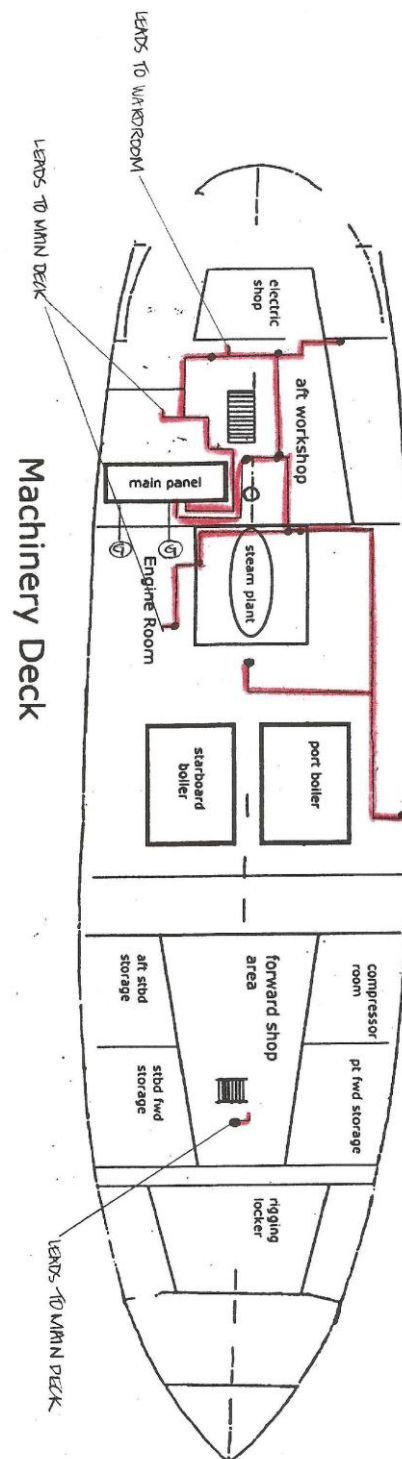 compressor
room
pt fwd storage
port boiler
electric
shop
aft workshop
steam plant
forward shop
area
rigging
locker
main panel
Engine Room
starboard
boiler
aft stbd
storage
stbd fwd
storage
LEADS TO WARDROOM
LEADS TO MAIN DECK
LEADS TO MAIN DECK
Machinery Deck